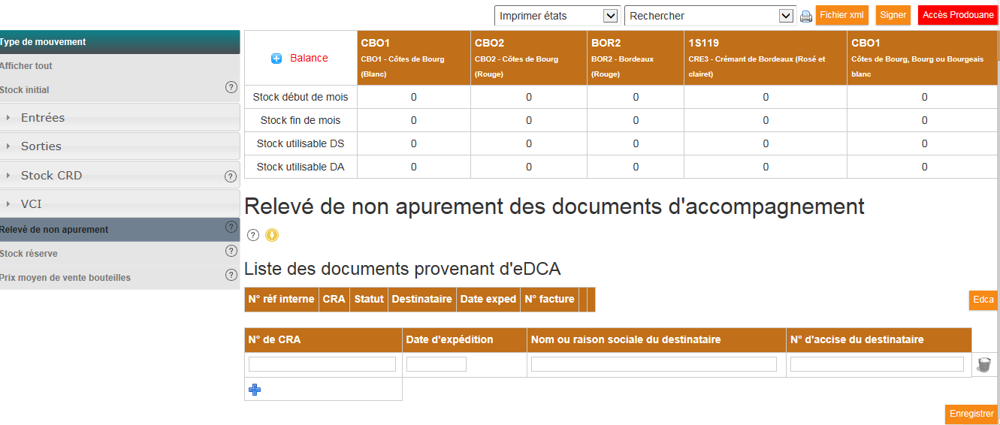 Imprimer états Rechercher Fichier xml Signer Accès Prodouane
Type de mouvement
Afficher tout
Stock initial ?
Entrées
Sorties
Stock CRD ?
VCI
Relevé de non apurement ?
Stock réserve ?
Prix moyen de vente bouteilles ?
Balance CBO1 CBO2 BOR2 1S119 CBO1
CBO1 - Côtes de Bourg (Blanc) CBO2 - Côtes de Bourg (Rouge) BOR2 - Bordeaux (Rouge) CRE3 - Crémant de Bordeaux (Rosé et clairet) Côtes de Bourg, Bourg ou Bourgeais blanc
Stock début de mois 0 0 0 0 0
Stock fin de mois 0 0 0 0 0
Stock utilisable DS 0 0 0 0 0
Stock utilisable DA 0 0 0 0 0
Relevé de non apurement des documents d'accompagnement
?
Liste des documents provenant d'eDCA
N° réf interne CRA Statut Destinataire Date exped N° facture
Edca
N° de CRA Date d'expédition Nom ou raison sociale du destinataire N° d'accise du destinataire
Enregistrer